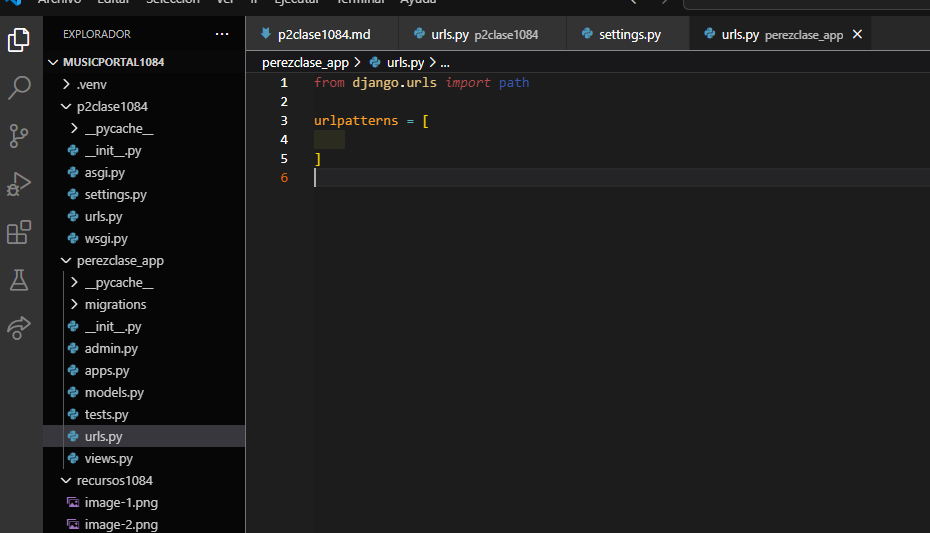 Archivo Editar Selección Ver Ir Ejecutar Terminal Ayuda
EXPLORADOR ...
p2clase1084.md
urls.py p2clase1084
settings.py
urls.py perezclase_app
MUSICPORTAL1084
.venv
p2clase1084
__pycache__
__init__.py
asgi.py
settings.py
urls.py
wsgi.py
perezclase_app
__pycache__
migrations
__init__.py
admin.py
apps.py
models.py
tests.py
urls.py
views.py
recursos1084
image-1.png
image-2.png
perezclase_app > urls.py > ...
1 from django.urls import path
2
3 urlpatterns = [
4
5 ]
6